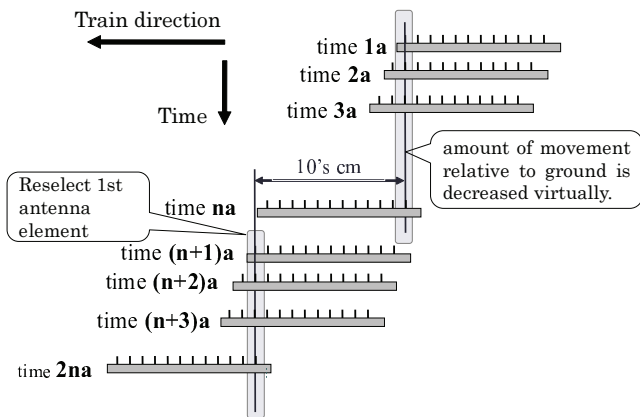 Train direction
Time
time 1a
time 2a
time 3a
10's cm
amount of movement
relative to ground is
decreased virtually.
Reselect 1st
antenna
element
time na
time (n+1)a
time (n+2)a
time (n+3)a
time 2na